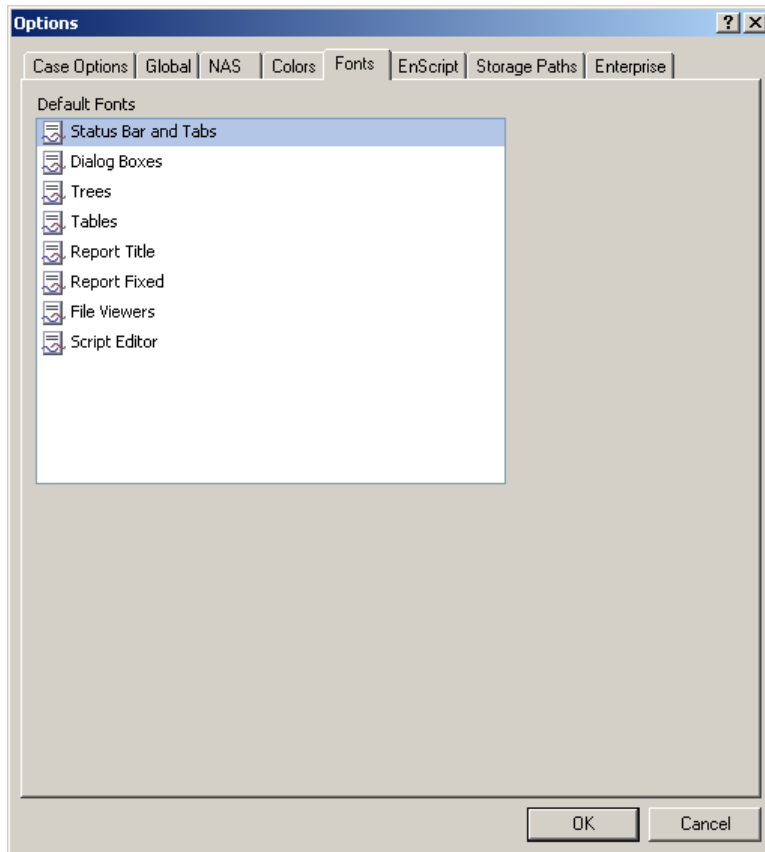 Options
Case Options Global NAS Colors Fonts EnScript Storage Paths Enterprise
Default Fonts
Status Bar and Tabs
Dialog Boxes
Trees
Tables
Report Title
Report Fixed
File Viewers
Script Editor
OK Cancel